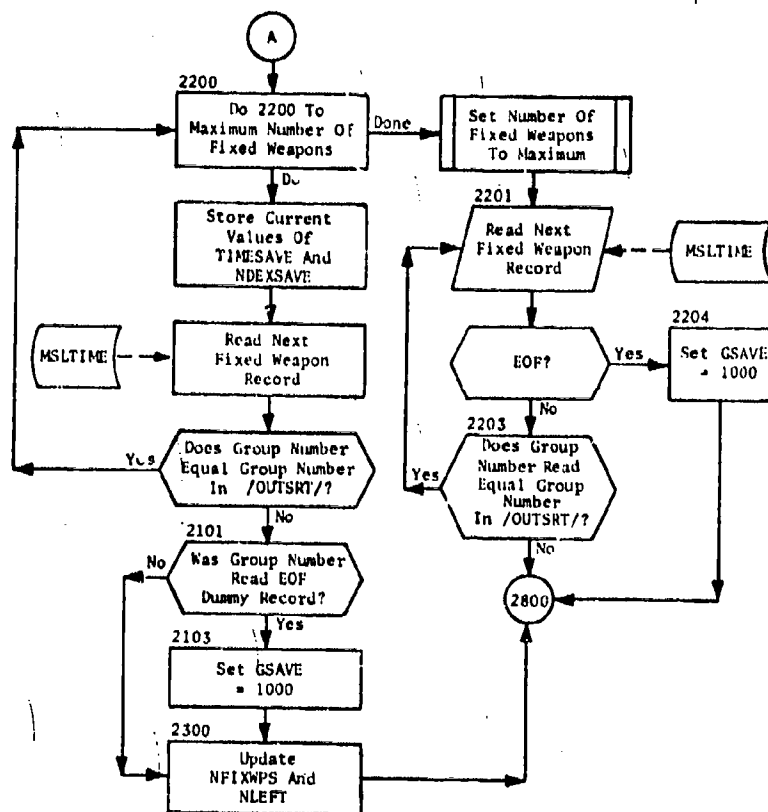 A
2200
Do 2200 To
Maximum Number Of
Fixed Weapons
Done
Do
Set Number Of
Fixed Weapons
To Maximum
Store Current
Values Of
TIMESAVE And
NDEXSAVE
2201
Read Next
Fixed Weapon
Record
MSLTIME
MSLTIME
Read Next
Fixed Weapon
Record
EOF?
Yes
No
2204
Set GSAVE
= 1000
Does Group Number
Equal Group Number
In /OUTSRT/?
Yes
No
2203
Does Group
Number Read
Equal Group
Number
In /OUTSRT/?
Yes
No
2101
Was Group Number
Read EOF
Dummy Record?
No
Yes
2800
2103
Set GSAVE
= 1000
2300
Update
NFIXWPS And
NLEFT